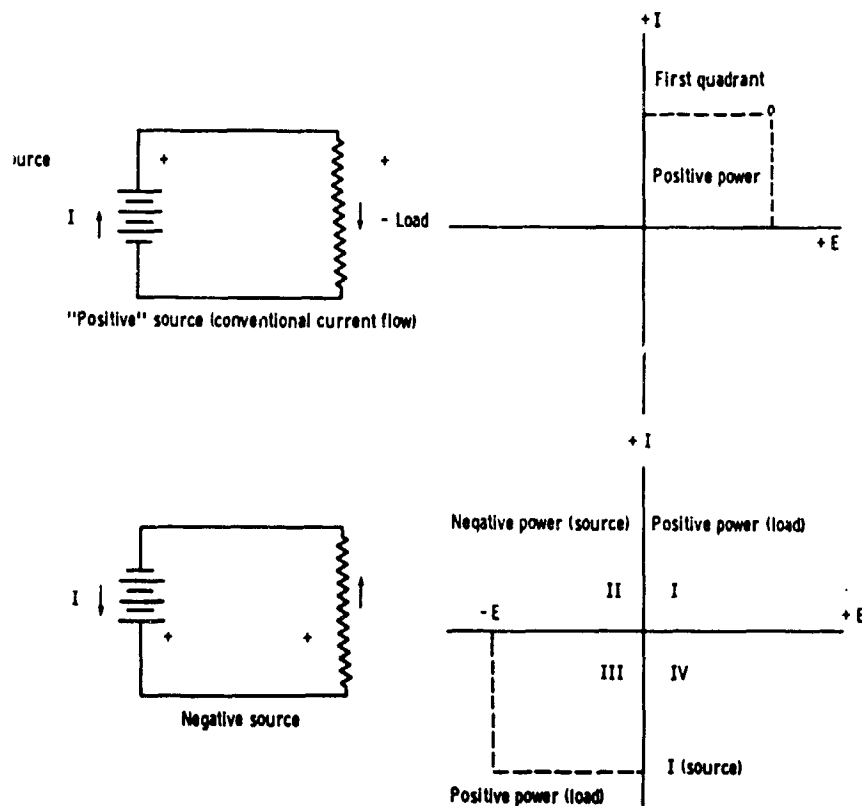 + I
First quadrant
Positive power
+ E
urce
+
+
I
- Load
"Positive" source (conventional current flow)
+ I
Negative power (source)
Positive power (load)
II
I
- E
+ E
III
IV
I (source)
Positive power (load)
I
+
+
Negative source